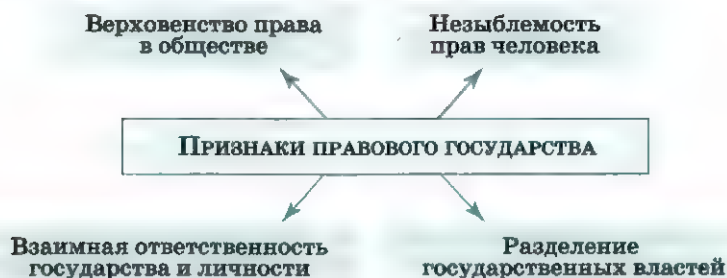 Верховенство права
в обществе
Незыблемость
прав человека
Признаки правового государства
Взаимная ответственность
государства и личности
Разделение
государственных властей